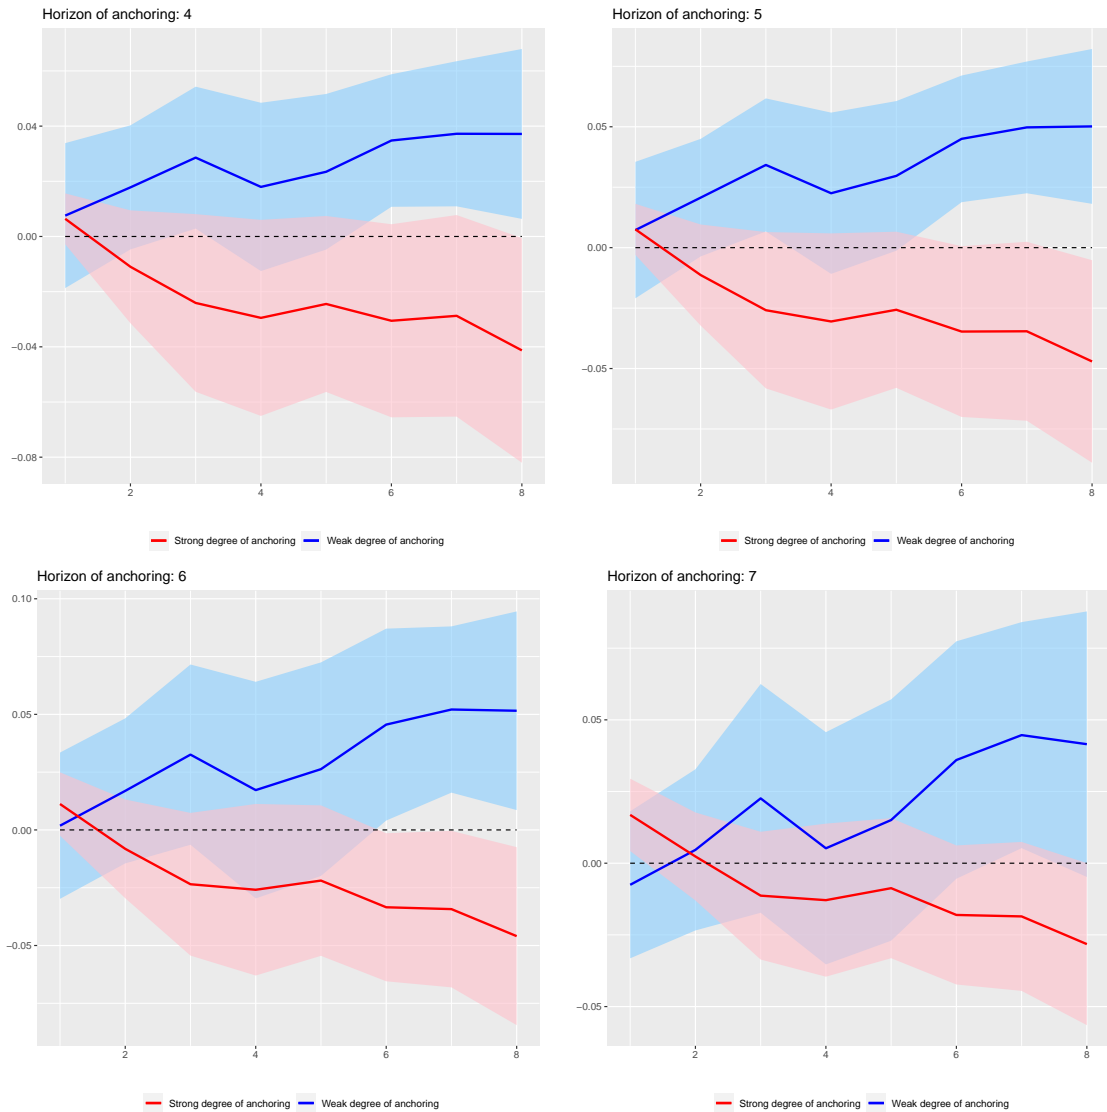 Horizon of anchoring: 4
0.04
0.00
−0.04
−0.08
2 4 6 8
Strong degree of anchoring Weak degree of anchoring
Horizon of anchoring: 5
0.05
0.00
−0.05
2 4 6 8
Strong degree of anchoring Weak degree of anchoring
Horizon of anchoring: 6
0.10
0.05
0.00
−0.05
2 4 6 8
Strong degree of anchoring Weak degree of anchoring
Horizon of anchoring: 7
0.05
0.00
−0.05
2 4 6 8
Strong degree of anchoring Weak degree of anchoring